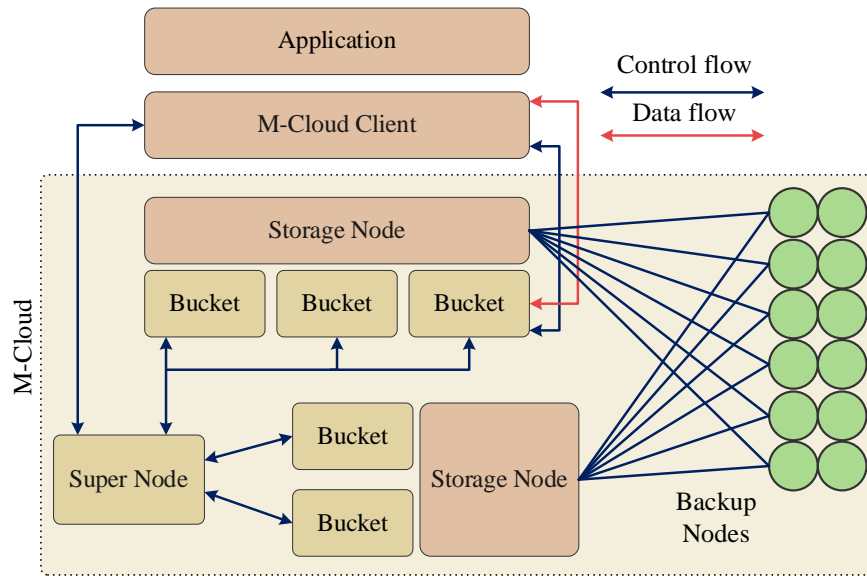 Application
Control flow
M-Cloud Client
Data flow
Storage Node
Bucket
Bucket
Bucket
M-Cloud
Bucket
Super Node
Storage Node
Bucket
Backup
Nodes